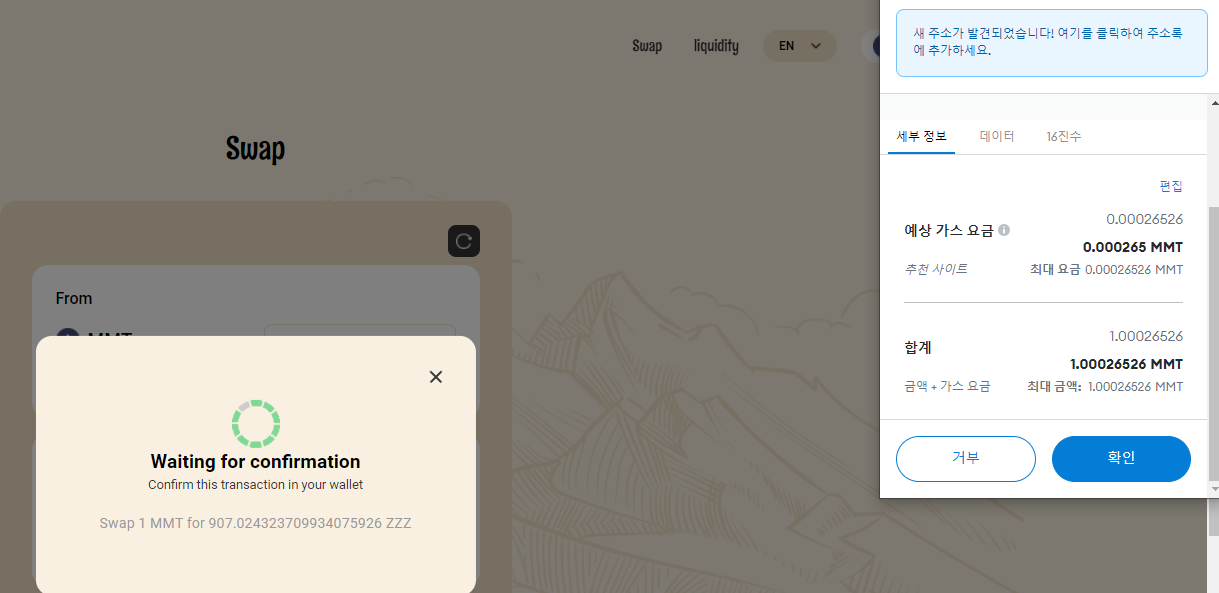 Swap
liquidity
EN
Swap
From
MMT
Waiting for confirmation
Confirm this transaction in your wallet
Swap 1 MMT for 907.024323709934075926 ZZZ
새 주소가 발견되었습니다! 여기를 클릭하여 주소록
에 추가하세요.
세부 정보
데이터
16진수
편집
0.00026526
예상 가스 요금
0.000265 MMT
추천 사이트
최대 요금 0.00026526 MMT
1.00026526
합계
1.00026526 MMT
금액 + 가스 요금
최대 금액: 1.00026526 MMT
거부
확인